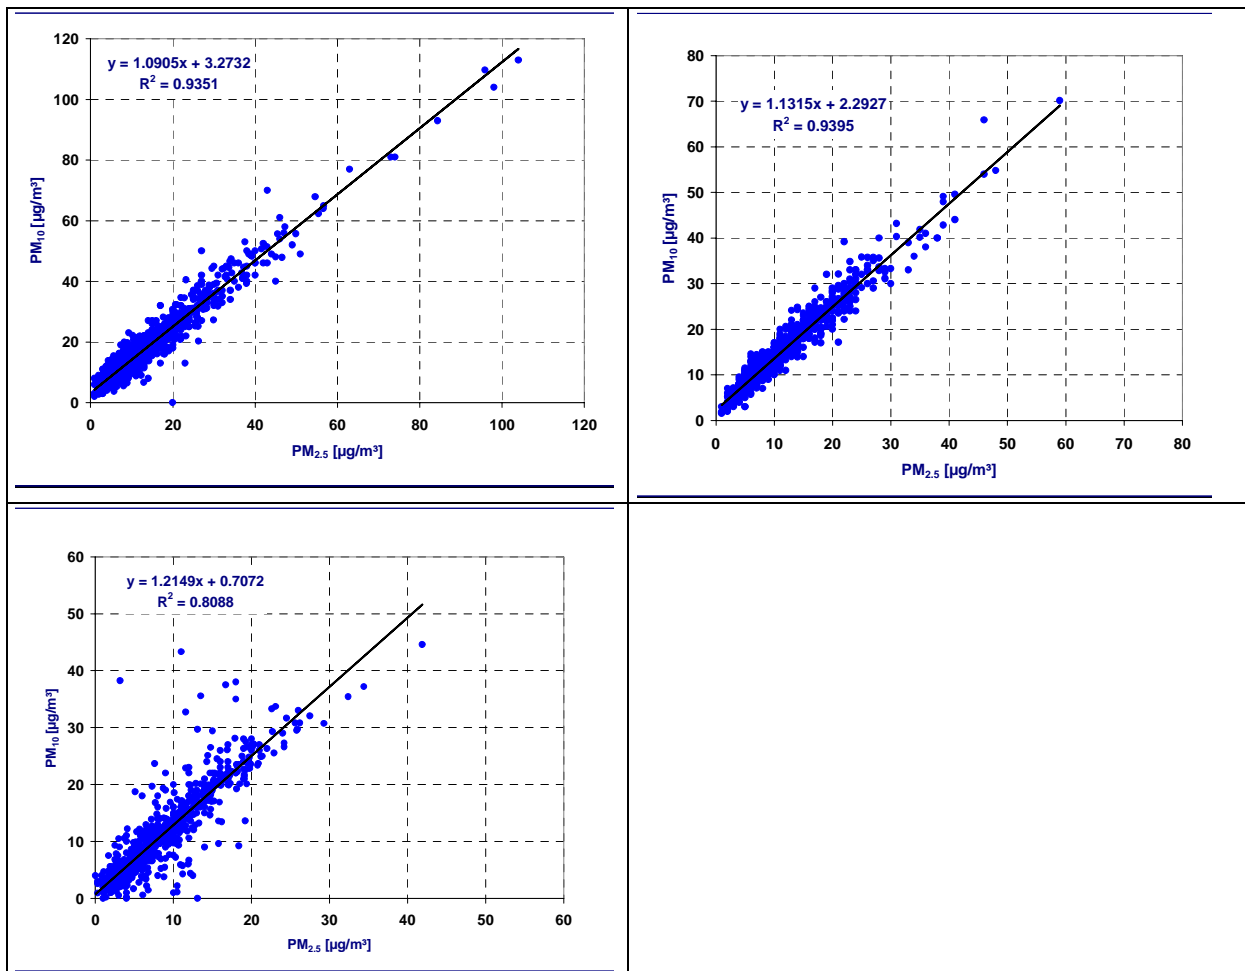 120
100
80
60
40
20
0
y = 1.0905x + 3.2732
R² = 0.9351
PM₁₀ [µg/m³]
0 20 40 60 80 100 120
PM₂.₅ [µg/m³]
80
70
60
50
40
30
20
10
0
y = 1.1315x + 2.2927
R² = 0.9395
PM₁₀ [µg/m³]
0 10 20 30 40 50 60 70 80
PM₂.₅ [µg/m³]
60
50
40
30
20
10
0
y = 1.2149x + 0.7072
R² = 0.8088
PM₁₀ [µg/m³]
0 10 20 30 40 50 60
PM₂.₅ [µg/m³]